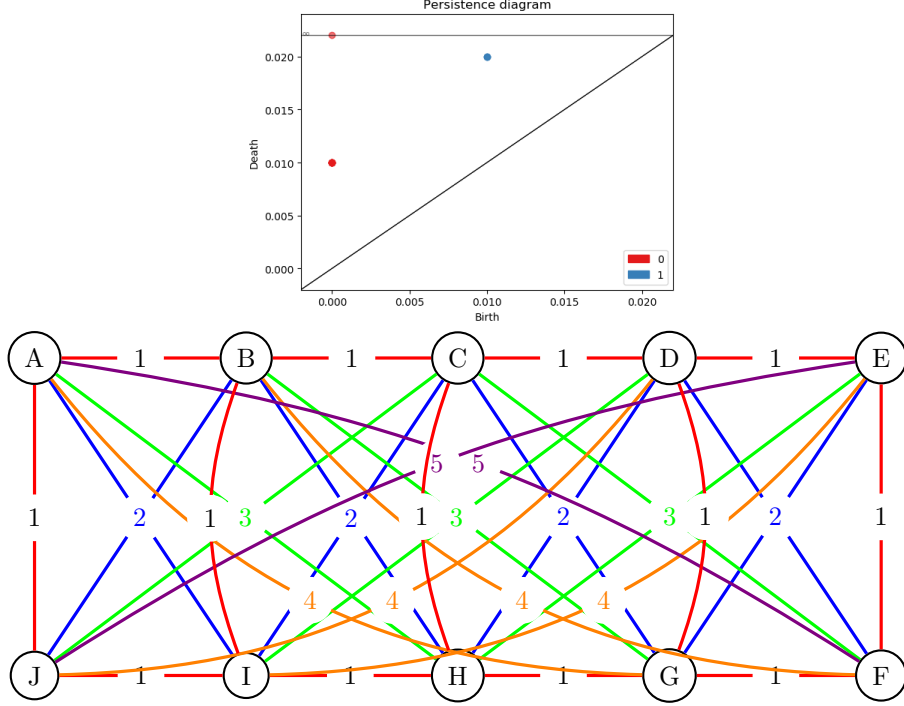 Persistence diagram
∞
0.020
0.015
0.010
0.005
0.000
Death
0
1
0.000 0.005 0.010 0.015 0.020
Birth
A 1 B 1 C 1 D 1 E
5 5
1 2 1 3 2 1 3 2 3 1 2 1
4 4 4 4
J 1 I 1 H 1 G 1 F